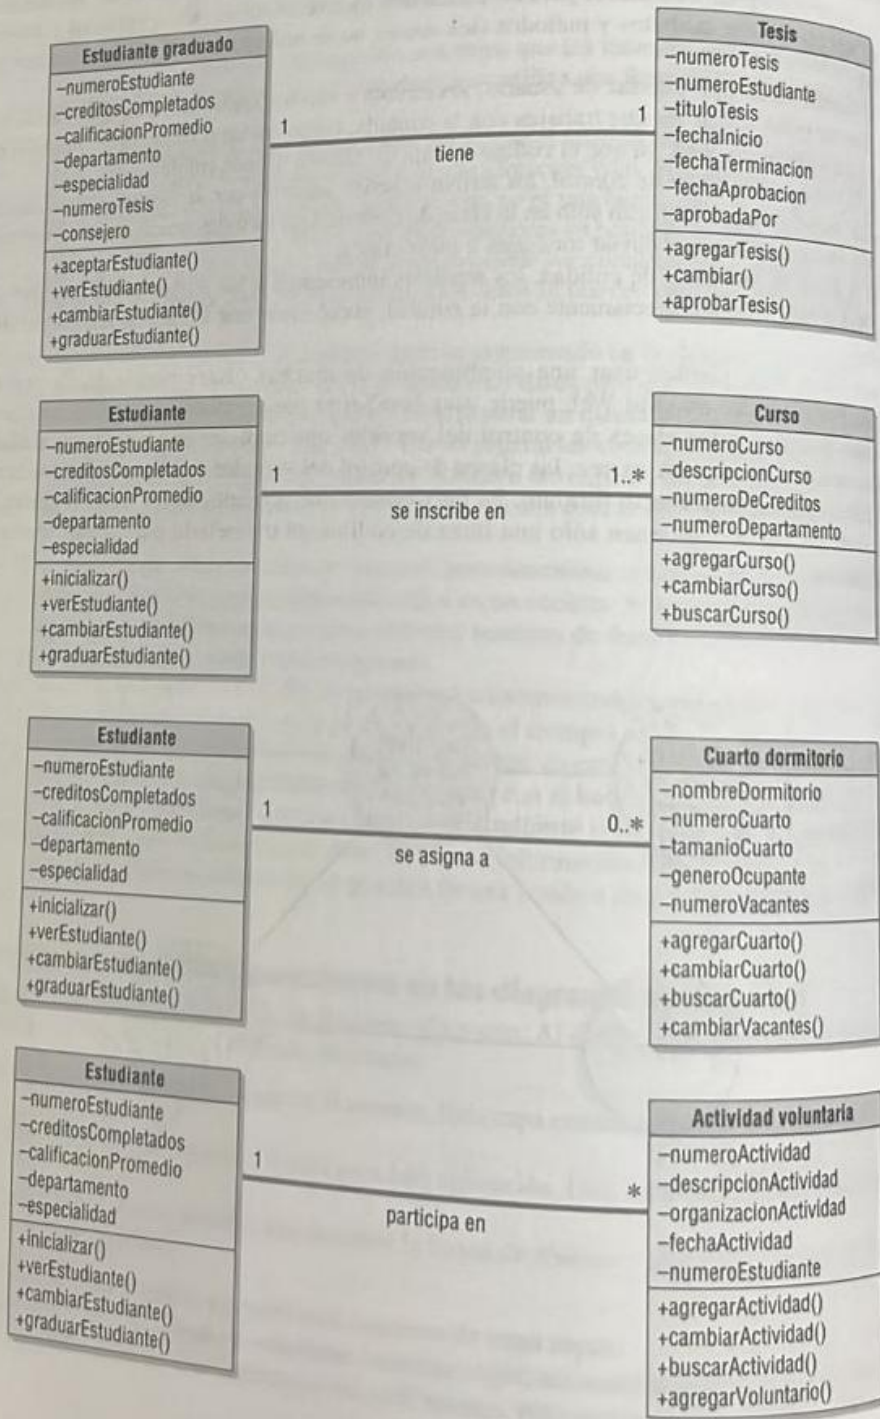 Estudiante graduado
–numeroEstudiante
–creditosCompletados
–calificacionPromedio
–departamento
–especialidad
–numeroTesis
–consejero
+aceptarEstudiante()
+verEstudiante()
+cambiarEstudiante()
+graduarEstudiante()
1
tiene
1
Tesis
–numeroTesis
–numeroEstudiante
–tituloTesis
–fechaInicio
–fechaTerminacion
–fechaAprobacion
–aprobadaPor
+agregarTesis()
+cambiar()
+aprobarTesis()
Estudiante
–numeroEstudiante
–creditosCompletados
–calificacionPromedio
–departamento
–especialidad
+inicializar()
+verEstudiante()
+cambiarEstudiante()
+graduarEstudiante()
1
se inscribe en
1..*
Curso
–numeroCurso
–descripcionCurso
–numeroDeCreditos
–numeroDepartamento
+agregarCurso()
+cambiarCurso()
+buscarCurso()
Estudiante
–numeroEstudiante
–creditosCompletados
–calificacionPromedio
–departamento
–especialidad
+inicializar()
+verEstudiante()
+cambiarEstudiante()
+graduarEstudiante()
1
se asigna a
0..*
Cuarto dormitorio
–nombreDormitorio
–numeroCuarto
–tamanioCuarto
–generoOcupante
–numeroVacantes
+agregarCuarto()
+cambiarCuarto()
+buscarCuarto()
+cambiarVacantes()
Estudiante
–numeroEstudiante
–creditosCompletados
–calificacionPromedio
–departamento
–especialidad
+inicializar()
+verEstudiante()
+cambiarEstudiante()
+graduarEstudiante()
1
participa en
*
Actividad voluntaria
–numeroActividad
–descripcionActividad
–organizacionActividad
–fechaActividad
–numeroEstudiante
+agregarActividad()
+cambiarActividad()
+buscarActividad()
+agregarVoluntario()